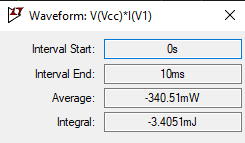 Waveform: V(Vcc)*I(V1)
Interval Start: 0s
Interval End: 10ms
Average: -340.51mW
Integral: -3.4051mJ